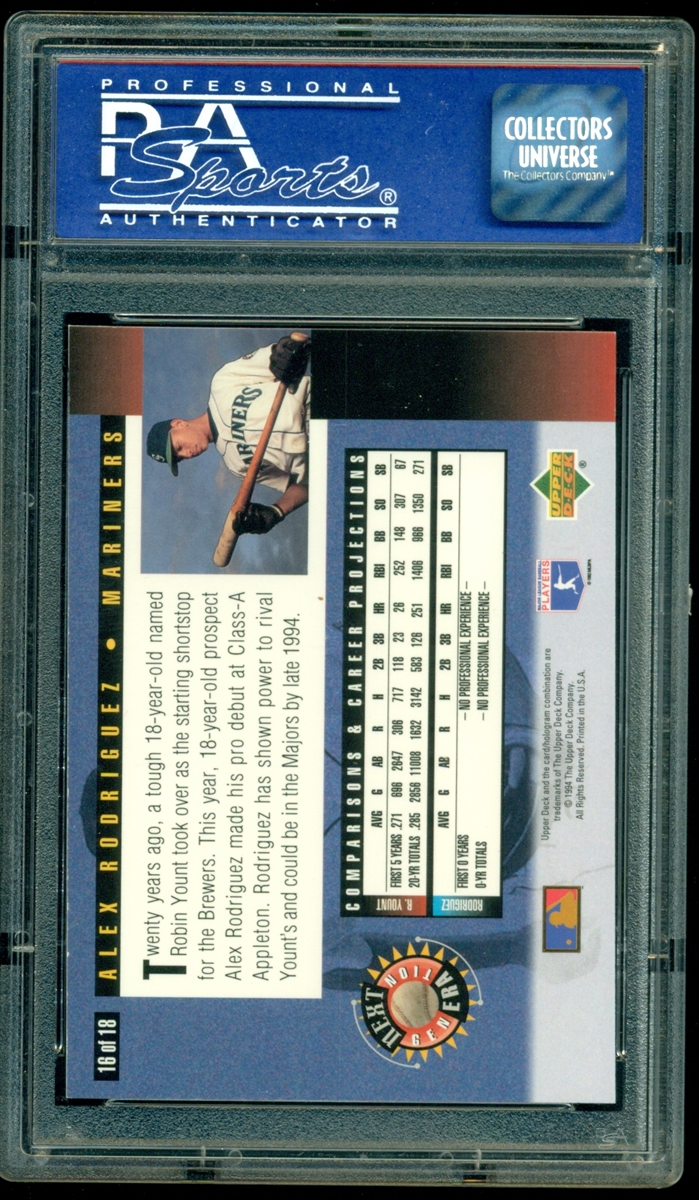 PROFESSIONAL
PSA
Sports®
AUTHENTICATOR
COLLECTORS
UNIVERSE
The Collectors Company™
16 of 18
ALEX RODRIGUEZ • MARINERS
MARINERS
Twenty years ago, a tough 18-year-old named
Robin Yount took over as the starting shortstop
for the Brewers. This year, 18-year-old prospect
Alex Rodriguez made his pro debut at Class-A
Appleton. Rodriguez has shown power to rival
Yount's and could be in the Majors by late 1994.
NEXT
GENERATION
COMPARISONS & CAREER PROJECTIONS
R. YOUNT AVG G AB R H 2B 3B HR RBI BB SO SB
FIRST 5 YEARS .271 698 2647 306 717 118 23 26 252 148 307 67
20-YR TOTALS .285 2856 11008 1632 3142 583 126 251 1406 966 1350 271
RODRIGUEZ AVG G AB R H 2B 3B HR RBI BB SO SB
FIRST 0 YEARS — NO PROFESSIONAL EXPERIENCE —
0-YR TOTALS — NO PROFESSIONAL EXPERIENCE —
Upper Deck and the card/hologram combination are
trademarks of The Upper Deck Company.
© 1994 The Upper Deck Company.
All Rights Reserved. Printed in the U.S.A.
MAJOR LEAGUE BASEBALL
PLAYERS
UPPER
DECK®